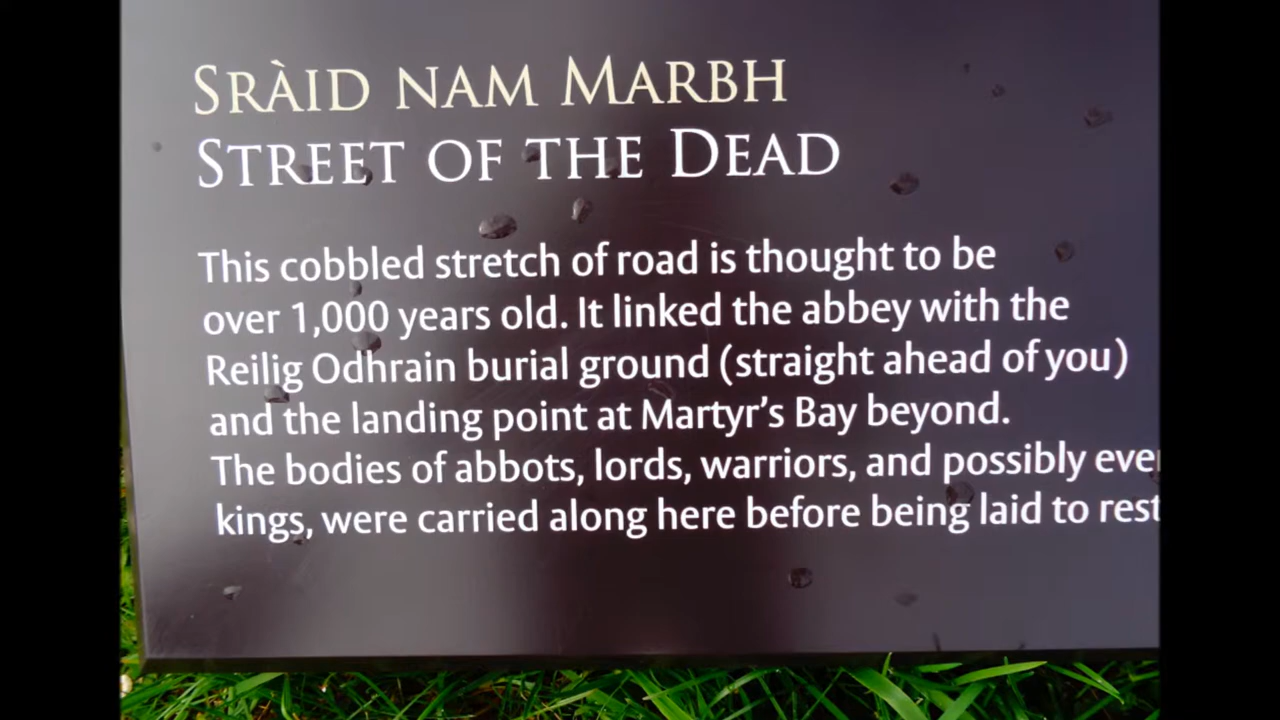 SRÀID NAM MARBH
STREET OF THE DEAD
This cobbled stretch of road is thought to be
over 1,000 years old. It linked the abbey with the
Reilig Odhrain burial ground (straight ahead of you)
and the landing point at Martyr's Bay beyond.
The bodies of abbots, lords, warriors, and possibly
kings, were carried along here before being laid to rest